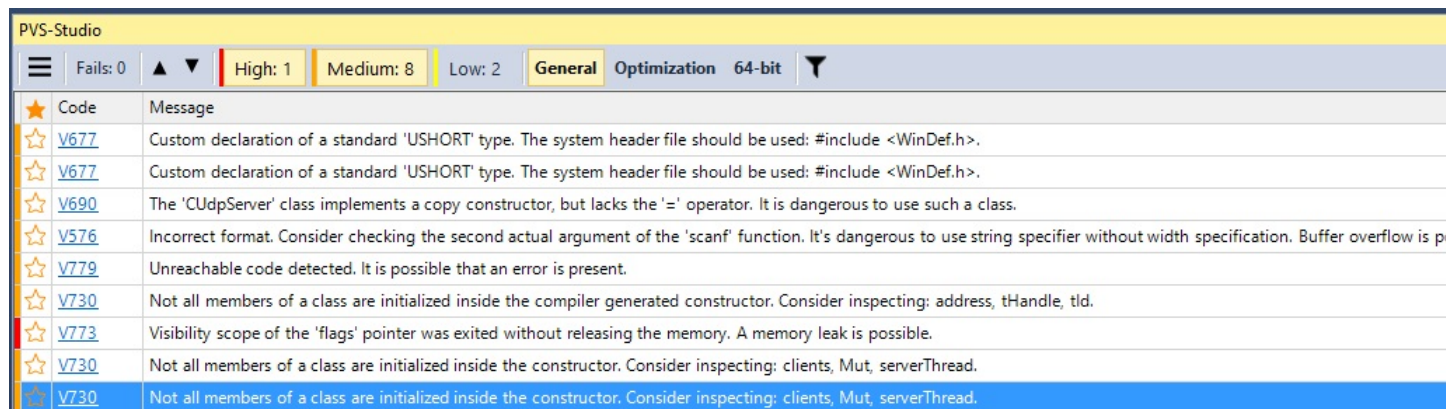 PVS-Studio
Fails: 0 High: 1 Medium: 8 Low: 2 General Optimization 64-bit
Code Message
V677 Custom declaration of a standard 'USHORT' type. The system header file should be used: #include <WinDef.h>.
V677 Custom declaration of a standard 'USHORT' type. The system header file should be used: #include <WinDef.h>.
V690 The 'CUdpServer' class implements a copy constructor, but lacks the '=' operator. It is dangerous to use such a class.
V576 Incorrect format. Consider checking the second actual argument of the 'scanf' function. It's dangerous to use string specifier without width specification. Buffer overflow is
V779 Unreachable code detected. It is possible that an error is present.
V730 Not all members of a class are initialized inside the compiler generated constructor. Consider inspecting: address, tHandle, tId.
V773 Visibility scope of the 'flags' pointer was exited without releasing the memory. A memory leak is possible.
V730 Not all members of a class are initialized inside the constructor. Consider inspecting: clients, Mut, serverThread.
V730 Not all members of a class are initialized inside the constructor. Consider inspecting: clients, Mut, serverThread.